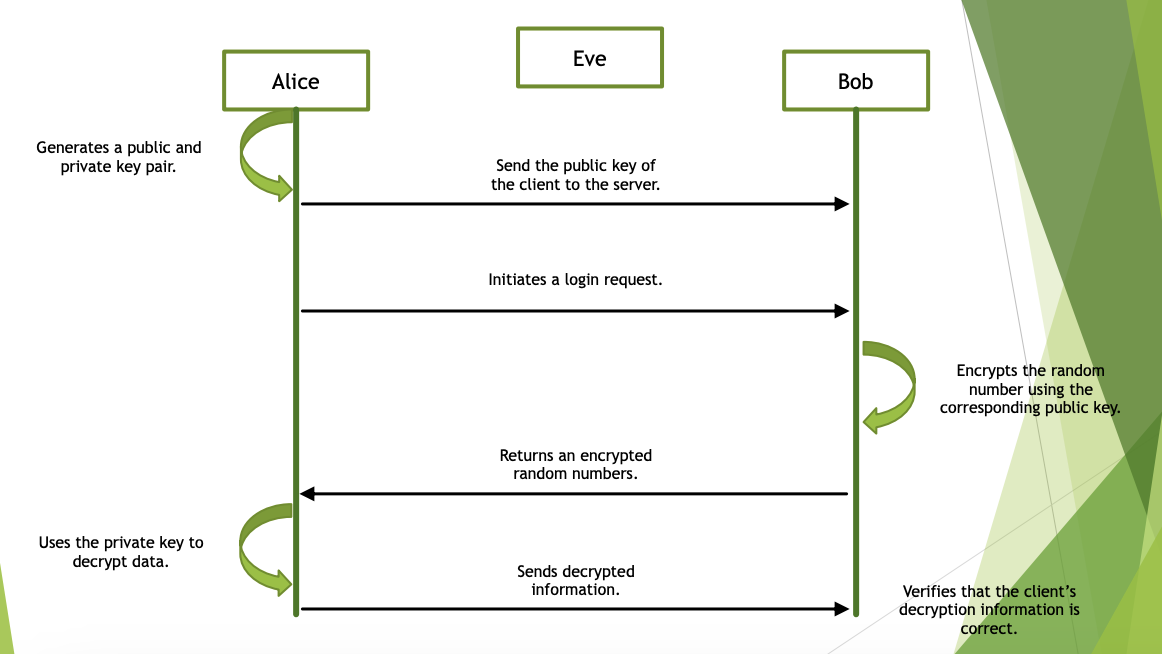 Eve
Alice
Bob
Generates a public and
private key pair.
Send the public key of
the client to the server.
Initiates a login request.
Encrypts the random
number using the
corresponding public key.
Returns an encrypted
random numbers.
Uses the private key to
decrypt data.
Sends decrypted
information.
Verifies that the client’s
decryption information is
correct.